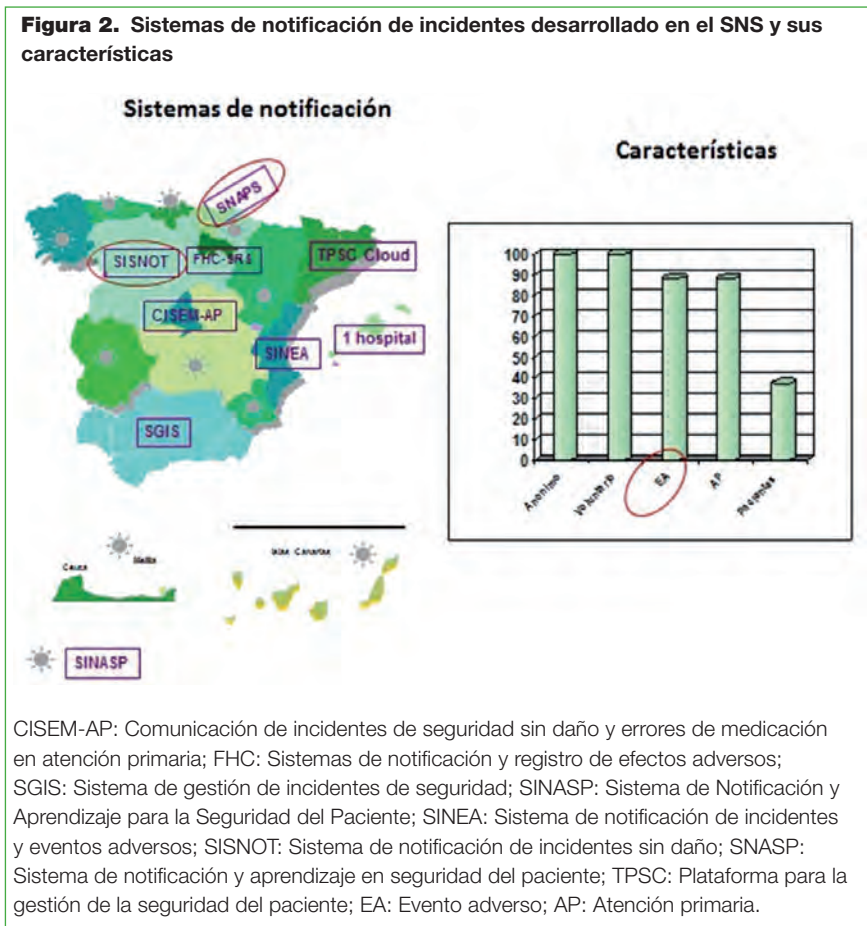 Figura 2. Sistemas de notificación de incidentes desarrollado en el SNS y sus
características
Sistemas de notificación
Características
SNAPS
SISNOT
FHC-SRS
TPSC Cloud
CISEM-AP
SINEA
1 hospital
SGIS
Ceuta
Melilla
Islas Canarias
SINASP
100
90
80
70
60
50
40
30
20
10
0
Anónimo
Voluntario
EA
AP
Pacientes
CISEM-AP: Comunicación de incidentes de seguridad sin daño y errores de medicación
en atención primaria; FHC: Sistemas de notificación y registro de efectos adversos;
SGIS: Sistema de gestión de incidentes de seguridad; SINASP: Sistema de Notificación y
Aprendizaje para la Seguridad del Paciente; SINEA: Sistema de notificación de incidentes
y eventos adversos; SISNOT: Sistema de notificación de incidentes sin daño; SNASP:
Sistema de notificación y aprendizaje en seguridad del paciente; TPSC: Plataforma para la
gestión de la seguridad del paciente; EA: Evento adverso; AP: Atención primaria.